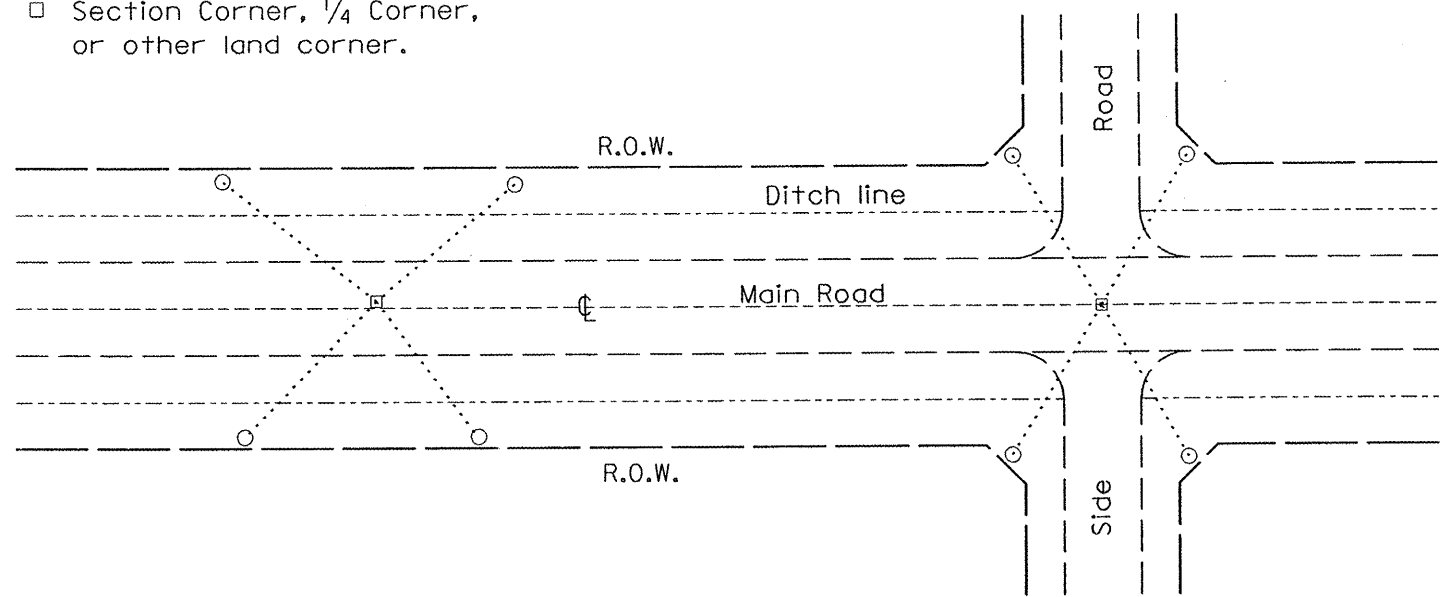 □ Section Corner, 1/4 Corner,
or other land corner.
Road
R.O.W.
Ditch line
Main Road
℄
R.O.W.
Side